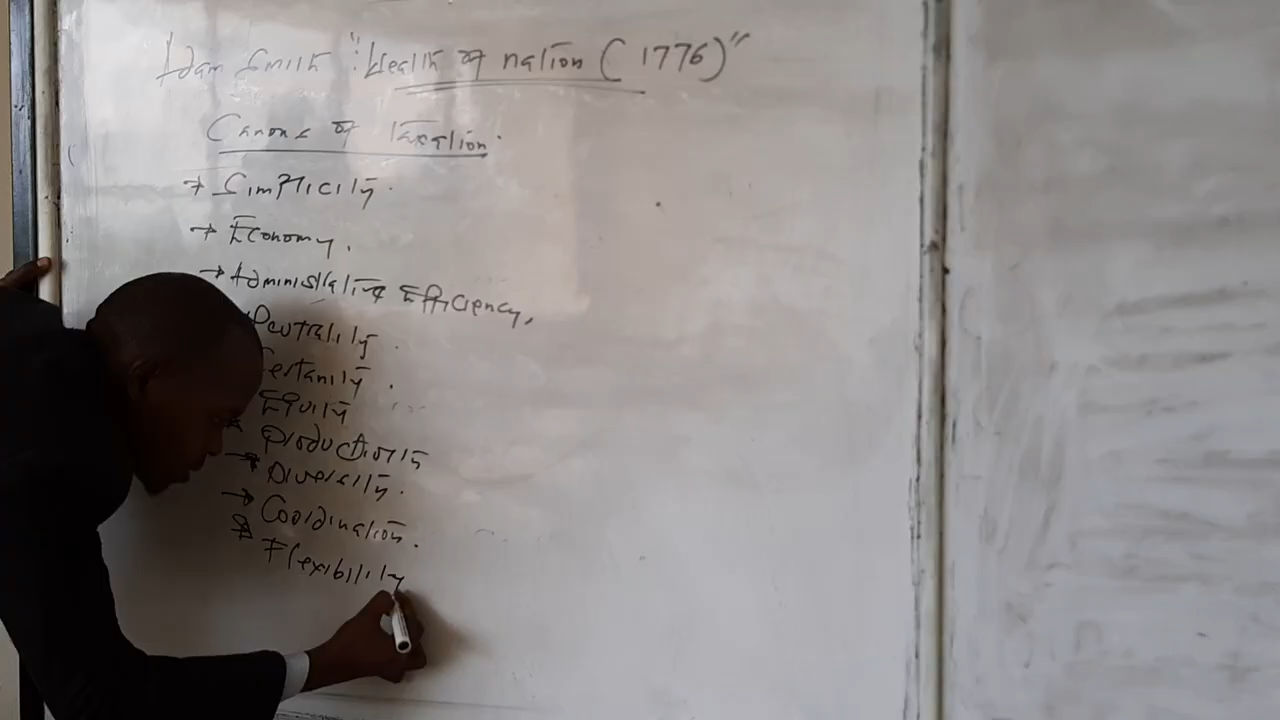 Adam Smith "Wealth of nation (1776)"
Canons of Taxation.
→ Simplicity.
→ Economy.
→ Administrative Efficiency,
Neutrality.
Certanity.
Equity
Productivity
→ Diversity.
→ Coordination.
Flexibility